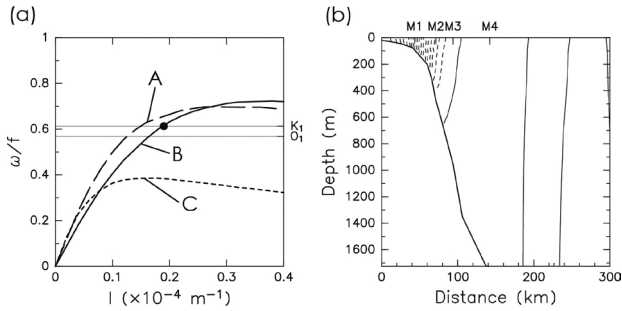 (a)
1
0.8
0.6
0.4
0.2
0
ω/f
A
B
C
K₁
O₁
0
0.1
0.2
0.3
0.4
l (×10⁻⁴ m⁻¹)
(b)
M1 M2 M3 M4
0
200
400
600
800
1000
1200
1400
1600
Depth (m)
0
100
200
300
Distance (km)